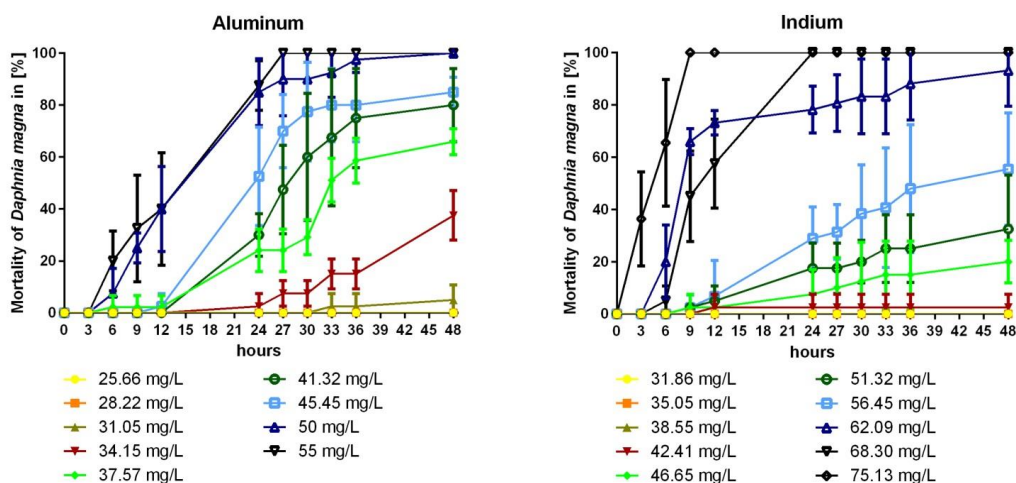 Aluminum
Mortality of Daphnia magna in [%]
100
80
60
40
20
0
0 3 6 9 12 15 18 21 24 27 30 33 36 39 42 45 48
hours
25.66 mg/L
28.22 mg/L
31.05 mg/L
34.15 mg/L
37.57 mg/L
41.32 mg/L
45.45 mg/L
50 mg/L
55 mg/L
Indium
Mortality of Daphnia magna in [%]
100
80
60
40
20
0
0 3 6 9 12 15 18 21 24 27 30 33 36 39 42 45 48
hours
31.86 mg/L
35.05 mg/L
38.55 mg/L
42.41 mg/L
46.65 mg/L
51.32 mg/L
56.45 mg/L
62.09 mg/L
68.30 mg/L
75.13 mg/L